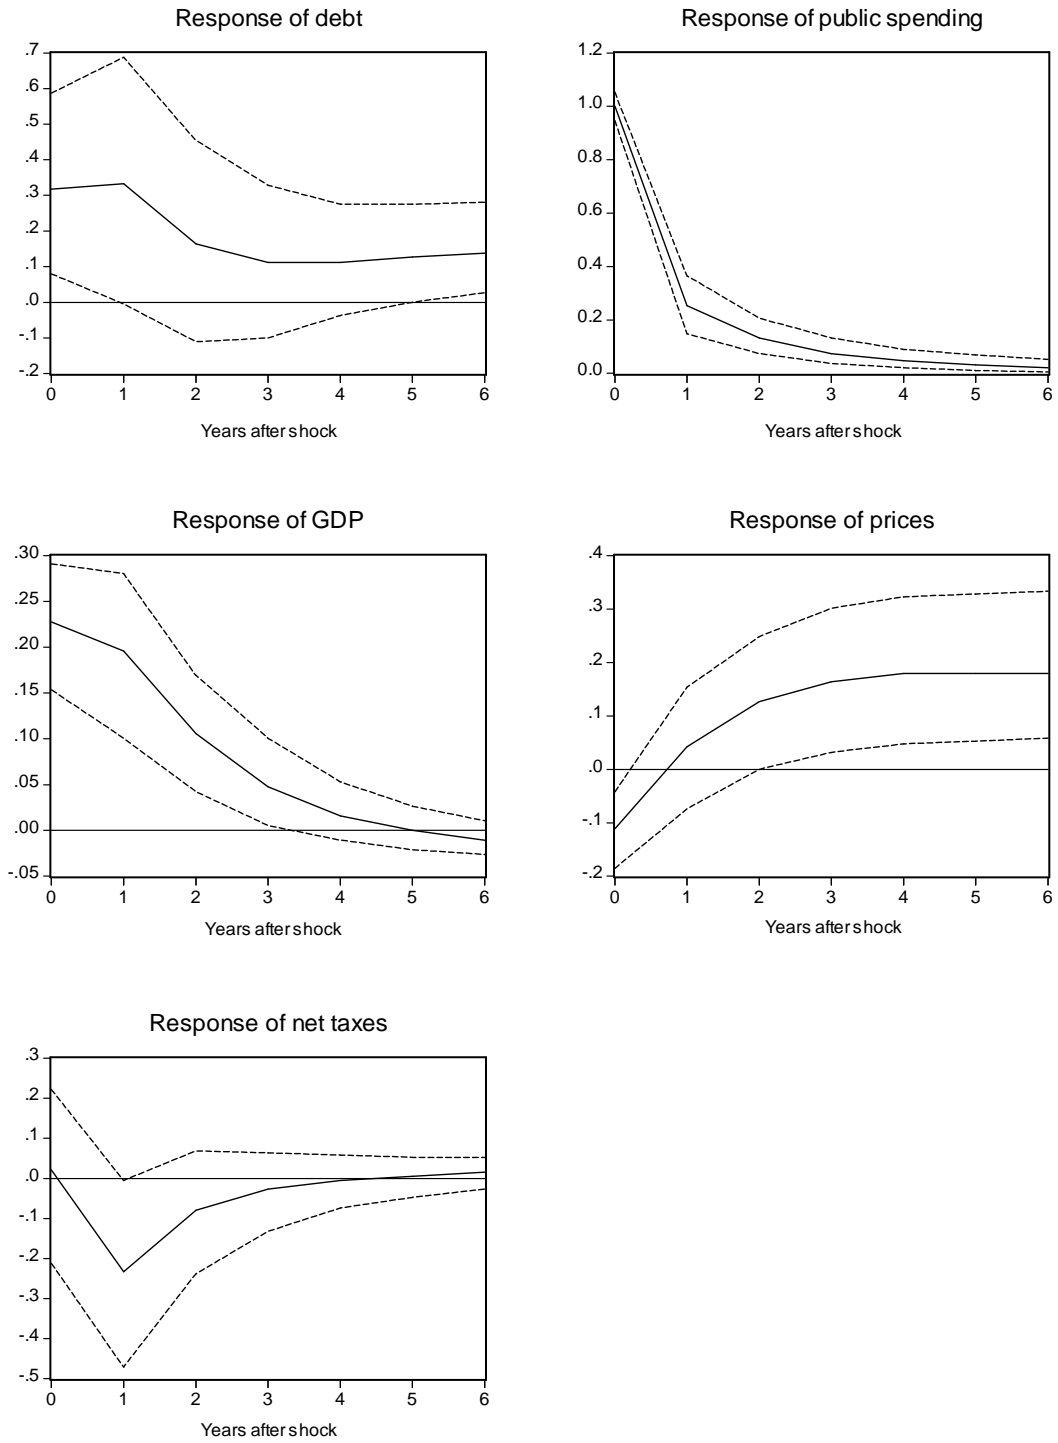 Response of debt
.7
.6
.5
.4
.3
.2
.1
.0
-.1
-.2
0 1 2 3 4 5 6
Years after shock
Response of public spending
1.2
1.0
0.8
0.6
0.4
0.2
0.0
0 1 2 3 4 5 6
Years after shock
Response of GDP
.30
.25
.20
.15
.10
.05
.00
-.05
0 1 2 3 4 5 6
Years after shock
Response of prices
.4
.3
.2
.1
.0
-.1
-.2
0 1 2 3 4 5 6
Years after shock
Response of net taxes
.3
.2
.1
.0
-.1
-.2
-.3
-.4
-.5
0 1 2 3 4 5 6
Years after shock